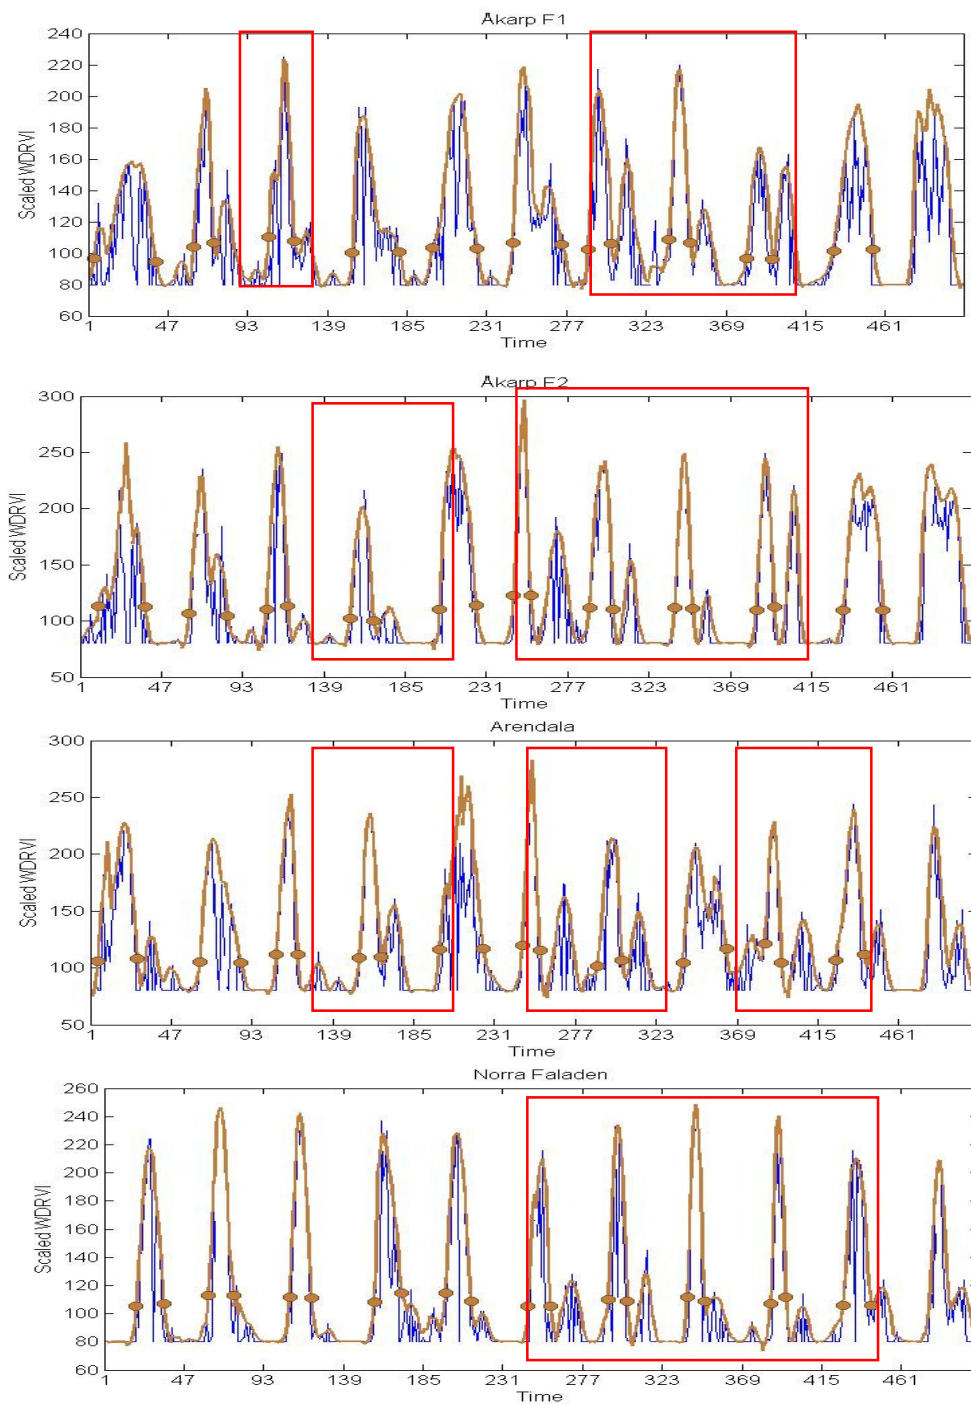 Åkarp F1
Scaled WDRVI
240
220
200
180
160
140
120
100
80
60
1 47 93 139 185 231 277 323 369 415 461
Time
Åkarp F2
Scaled WDRVI
300
250
200
150
100
50
1 47 93 139 185 231 277 323 369 415 461
Time
Arendala
Scaled WDRVI
300
250
200
150
100
50
1 47 93 139 185 231 277 323 369 415 461
Time
Norra Faladen
Scaled WDRVI
260
240
220
200
180
160
140
120
100
80
60
1 47 93 139 185 231 277 323 369 415 461
Time